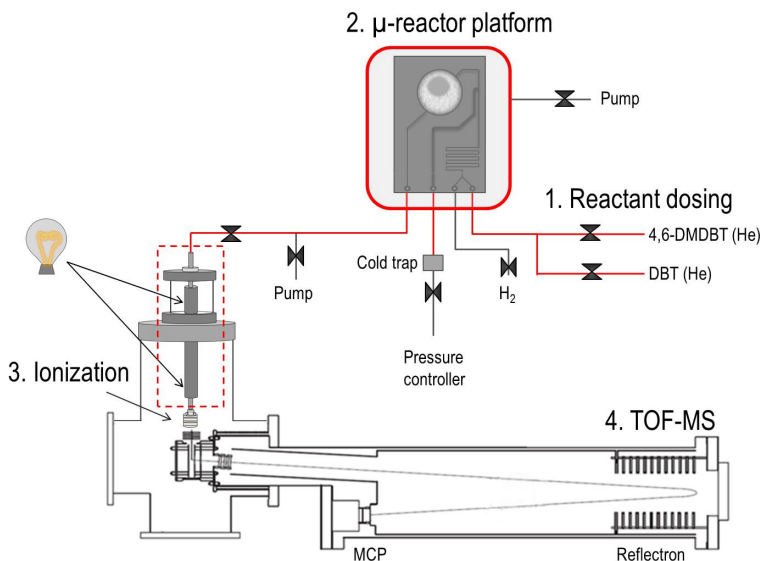 2. µ-reactor platform
Pump
1. Reactant dosing
4,6-DMDBT (He)
DBT (He)
Cold trap
Pump
H₂
Pressure
controller
3. Ionization
4. TOF-MS
MCP
Reflectron